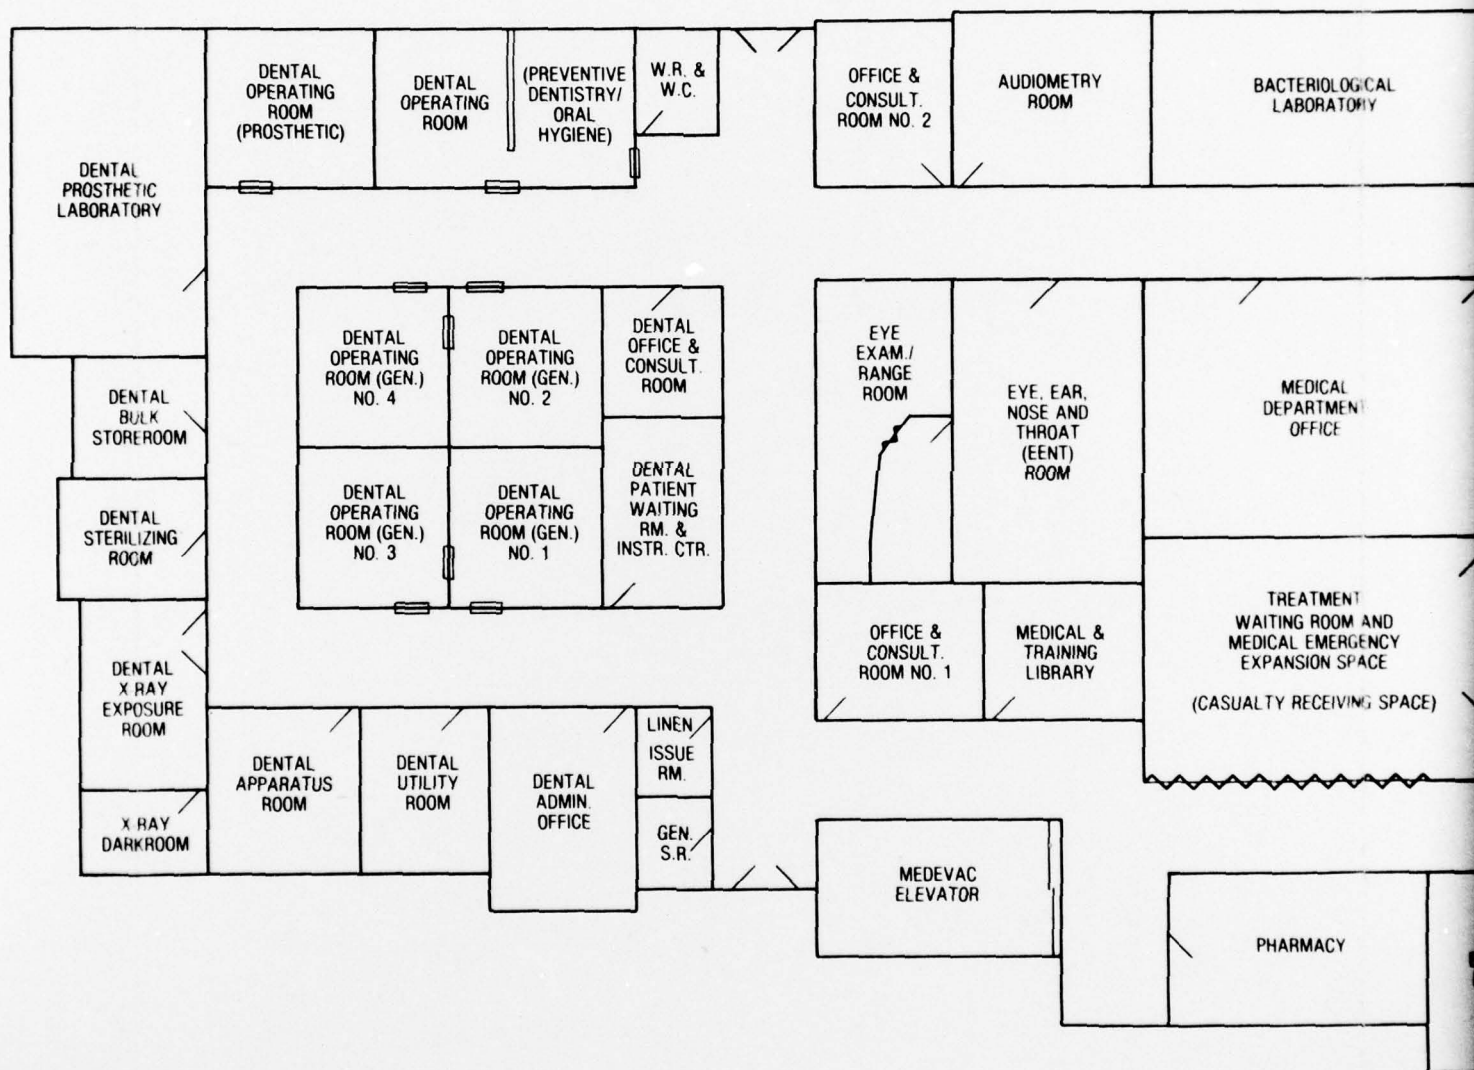 DENTAL
OPERATING
ROOM
(PROSTHETIC)
DENTAL
OPERATING
ROOM
(PREVENTIVE
DENTISTRY/
ORAL
HYGIENE)
W.R. &
W.C.
OFFICE &
CONSULT.
ROOM NO. 2
AUDIOMETRY
ROOM
BACTERIOLOGICAL
LABORATORY
DENTAL
PROSTHETIC
LABORATORY
DENTAL
OPERATING
ROOM (GEN.)
NO. 4
DENTAL
OPERATING
ROOM (GEN.)
NO. 2
DENTAL
OFFICE &
CONSULT.
ROOM
EYE
EXAM./
RANGE
ROOM
EYE, EAR,
NOSE AND
THROAT
(EENT)
ROOM
MEDICAL
DEPARTMENT
OFFICE
DENTAL
BULK
STOREROOM
DENTAL
STERILIZING
ROOM
DENTAL
OPERATING
ROOM (GEN.)
NO. 3
DENTAL
OPERATING
ROOM (GEN.)
NO. 1
DENTAL
PATIENT
WAITING
RM. &
INSTR. CTR.
OFFICE &
CONSULT.
ROOM NO. 1
MEDICAL &
TRAINING
LIBRARY
TREATMENT
WAITING ROOM AND
MEDICAL EMERGENCY
EXPANSION SPACE
(CASUALTY RECEIVING SPACE)
DENTAL
X RAY
EXPOSURE
ROOM
X RAY
DARKROOM
DENTAL
APPARATUS
ROOM
DENTAL
UTILITY
ROOM
DENTAL
ADMIN.
OFFICE
LINEN
ISSUE
RM.
GEN.
S.R.
MEDEVAC
ELEVATOR
PHARMACY